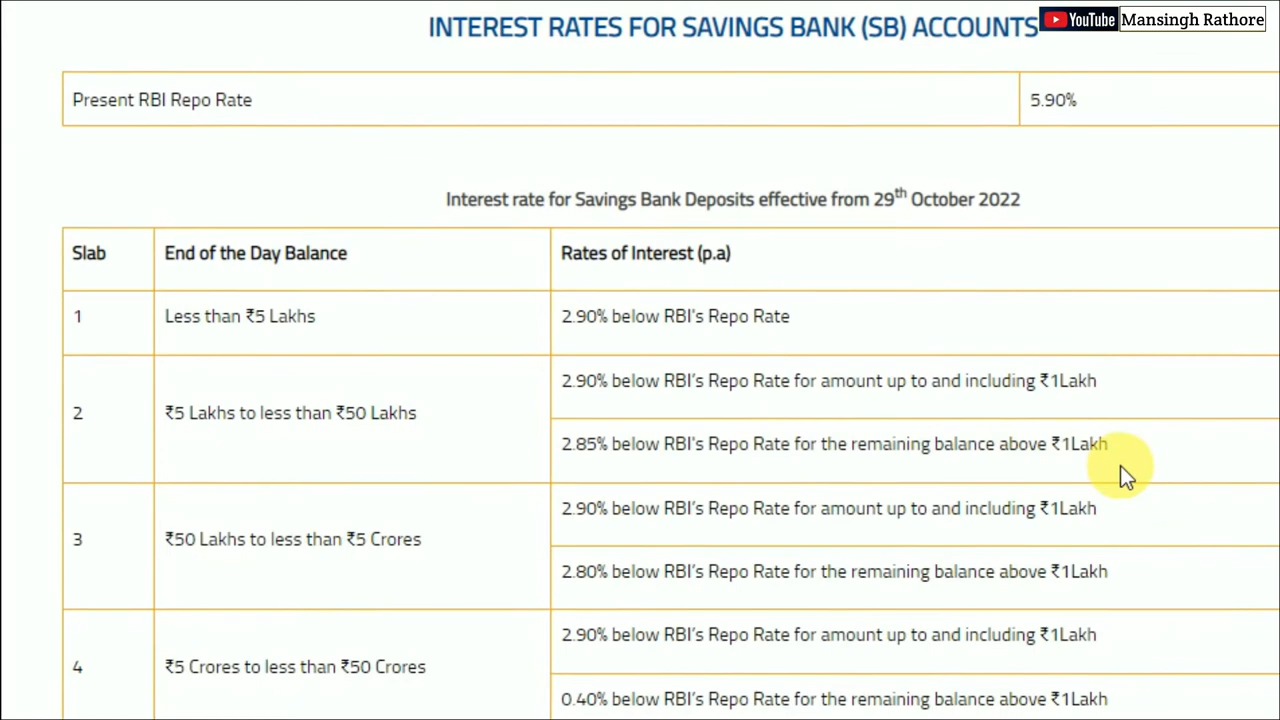 INTEREST RATES FOR SAVINGS BANK (SB) ACCOUNTS
YouTube Mansingh Rathore
Present RBI Repo Rate 5.90%
Interest rate for Savings Bank Deposits effective from 29th October 2022
Slab End of the Day Balance Rates of Interest (p.a)
1 Less than ₹5 Lakhs 2.90% below RBI's Repo Rate
2.90% below RBI's Repo Rate for amount up to and including ₹1Lakh
2 ₹5 Lakhs to less than ₹50 Lakhs
2.85% below RBI's Repo Rate for the remaining balance above ₹1Lakh
2.90% below RBI's Repo Rate for amount up to and including ₹1Lakh
3 ₹50 Lakhs to less than ₹5 Crores
2.80% below RBI's Repo Rate for the remaining balance above ₹1Lakh
2.90% below RBI's Repo Rate for amount up to and including ₹1Lakh
4 ₹5 Crores to less than ₹50 Crores
0.40% below RBI's Repo Rate for the remaining balance above ₹1Lakh